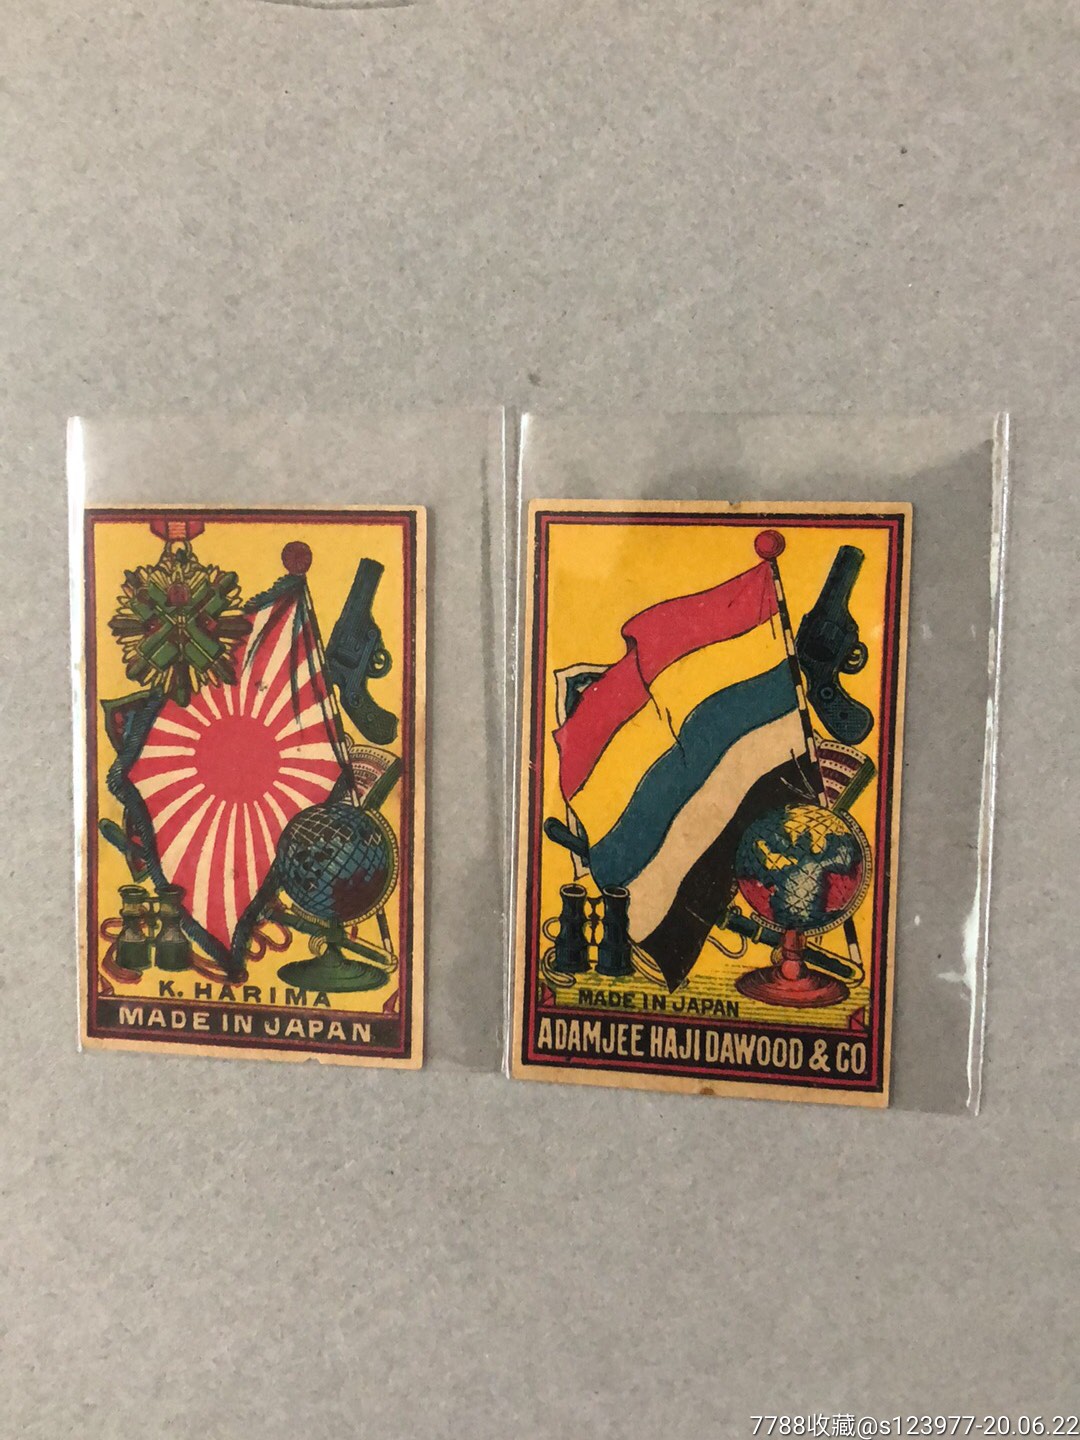 K. HARIMA
MADE IN JAPAN
MADE IN JAPAN
ADAMJEE HAJI DAWOOD & CO
7788收藏@s123977-20.06.22